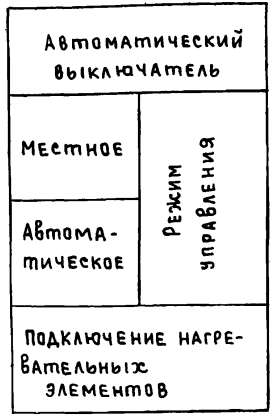 Автоматический
выключатель
Местное
Автома-
тическое
Режим
управления
Подключение нагре-
вательных
элементов